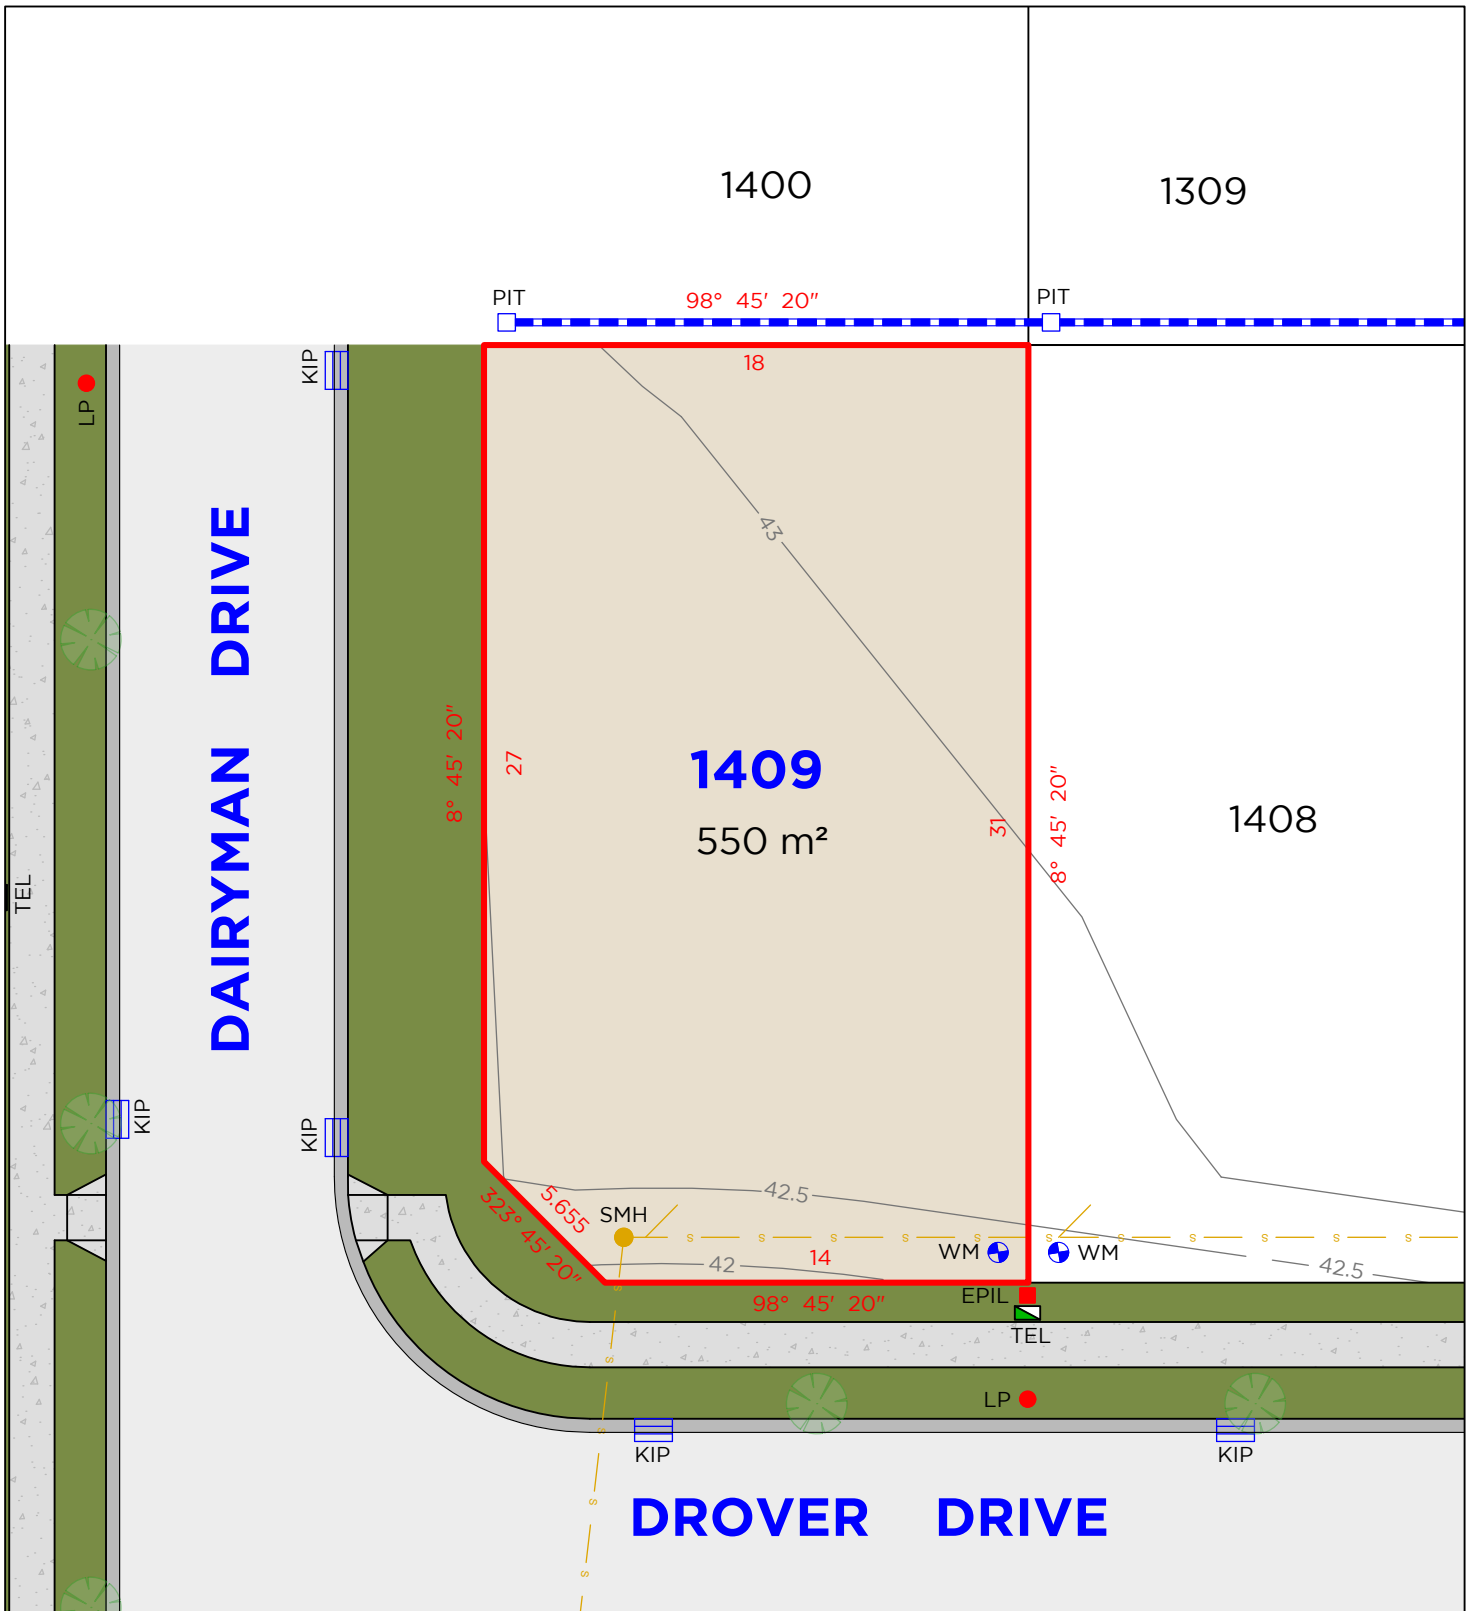 1400
1309
PIT
98° 45' 20"
PIT
KIP
18
LP
43
DAIRYMAN DRIVE
8° 45' 20"
27
1409
550 m²
31
8° 45' 20"
1408
TEL
KIP
KIP
5.655
323° 45' 20"
42.5
SMH
s s s s s s s s s
WM
WM
42
14
42.5
98° 45' 20"
EPIL
TEL
s
s
LP
s
KIP
KIP
s
DROVER DRIVE
s